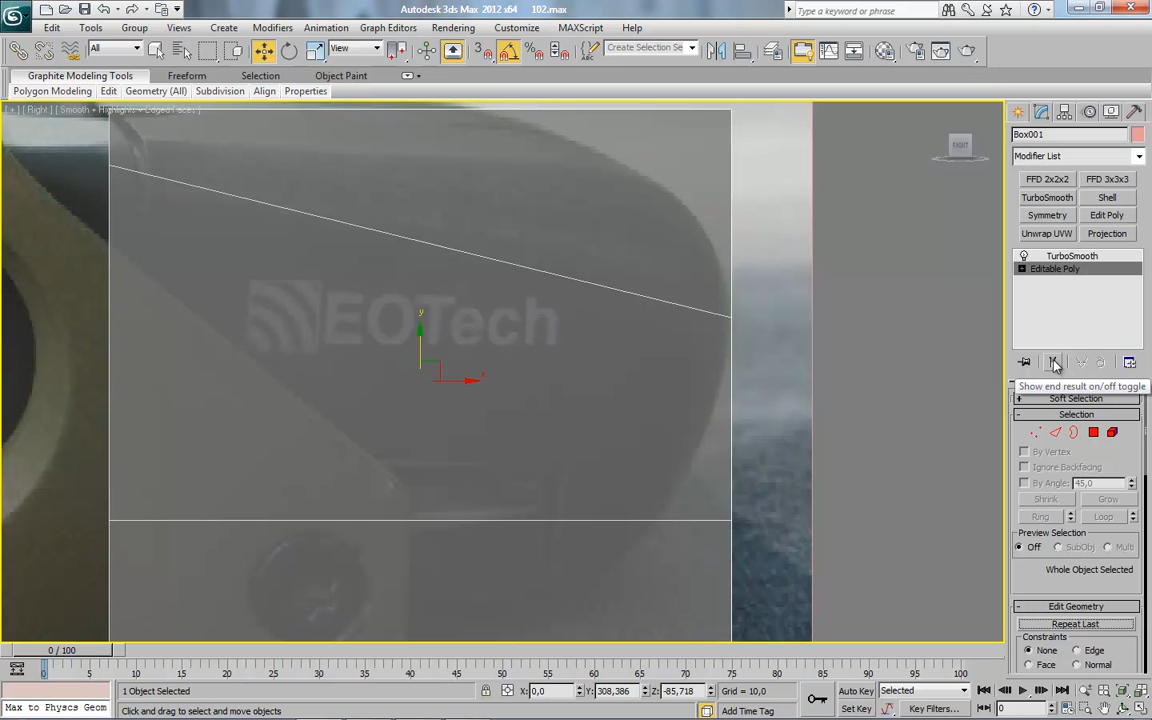 Autodesk 3ds Max 2012 x64    102.max
Type a keyword or phrase
Edit Tools Group Views Create Modifiers Animation Graph Editors Rendering Customize MAXScript Help
All View Create Selection Se
Graphite Modeling Tools Freeform Selection Object Paint
Polygon Modeling Edit Geometry (All) Subdivision Align Properties
[ + ] [ Right ] [ Smooth + Highlights + Edged Faces ]
RIGHT
EOTech
y
x
Box001
Modifier List
FFD 2x2x2 FFD 3x3x3
TurboSmooth Shell
Symmetry Edit Poly
Unwrap UVW Projection
TurboSmooth
Editable Poly
Show end result on/off toggle
Soft Selection
Selection
By Vertex
Ignore Backfacing
By Angle: 45,0
Shrink Grow
Ring Loop
Preview Selection
Off SubObj Multi
Whole Object Selected
Edit Geometry
Repeat Last
Constraints
None Edge
Face Normal
0 / 100
0 5 10 15 20 25 30 35 40 45 50 55 60 65 70 75 80 85 90 95 100
1 Object Selected X: 0,0 Y: 308,386 Z: -85,718 Grid = 10,0 Auto Key Selected
Max to Physcs Geom Click and drag to select and move objects Add Time Tag Set Key Key Filters... 0